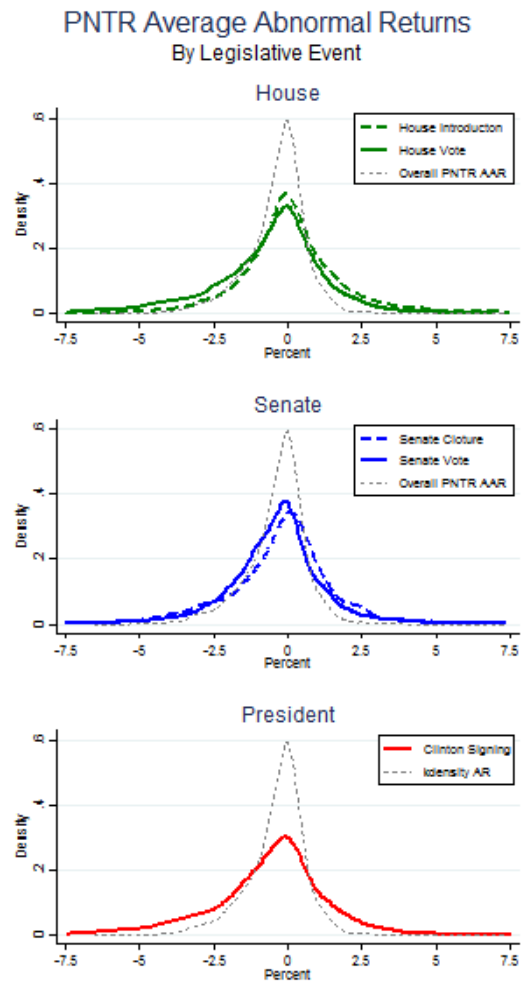 PNTR Average Abnormal Returns
By Legislative Event
House
House Introducton
House Vote
Overall PNTR AAR
Density
0 .2 .4 .6
-7.5 -5 -2.5 0 2.5 5 7.5
Percent
Senate
Senate Cloture
Senate Vote
Overall PNTR AAR
Density
0 .2 .4 .6
-7.5 -5 -2.5 0 2.5 5 7.5
Percent
President
Clinton Signing
kdensity AR
Density
0 .2 .4 .6
-7.5 -5 -2.5 0 2.5 5 7.5
Percent